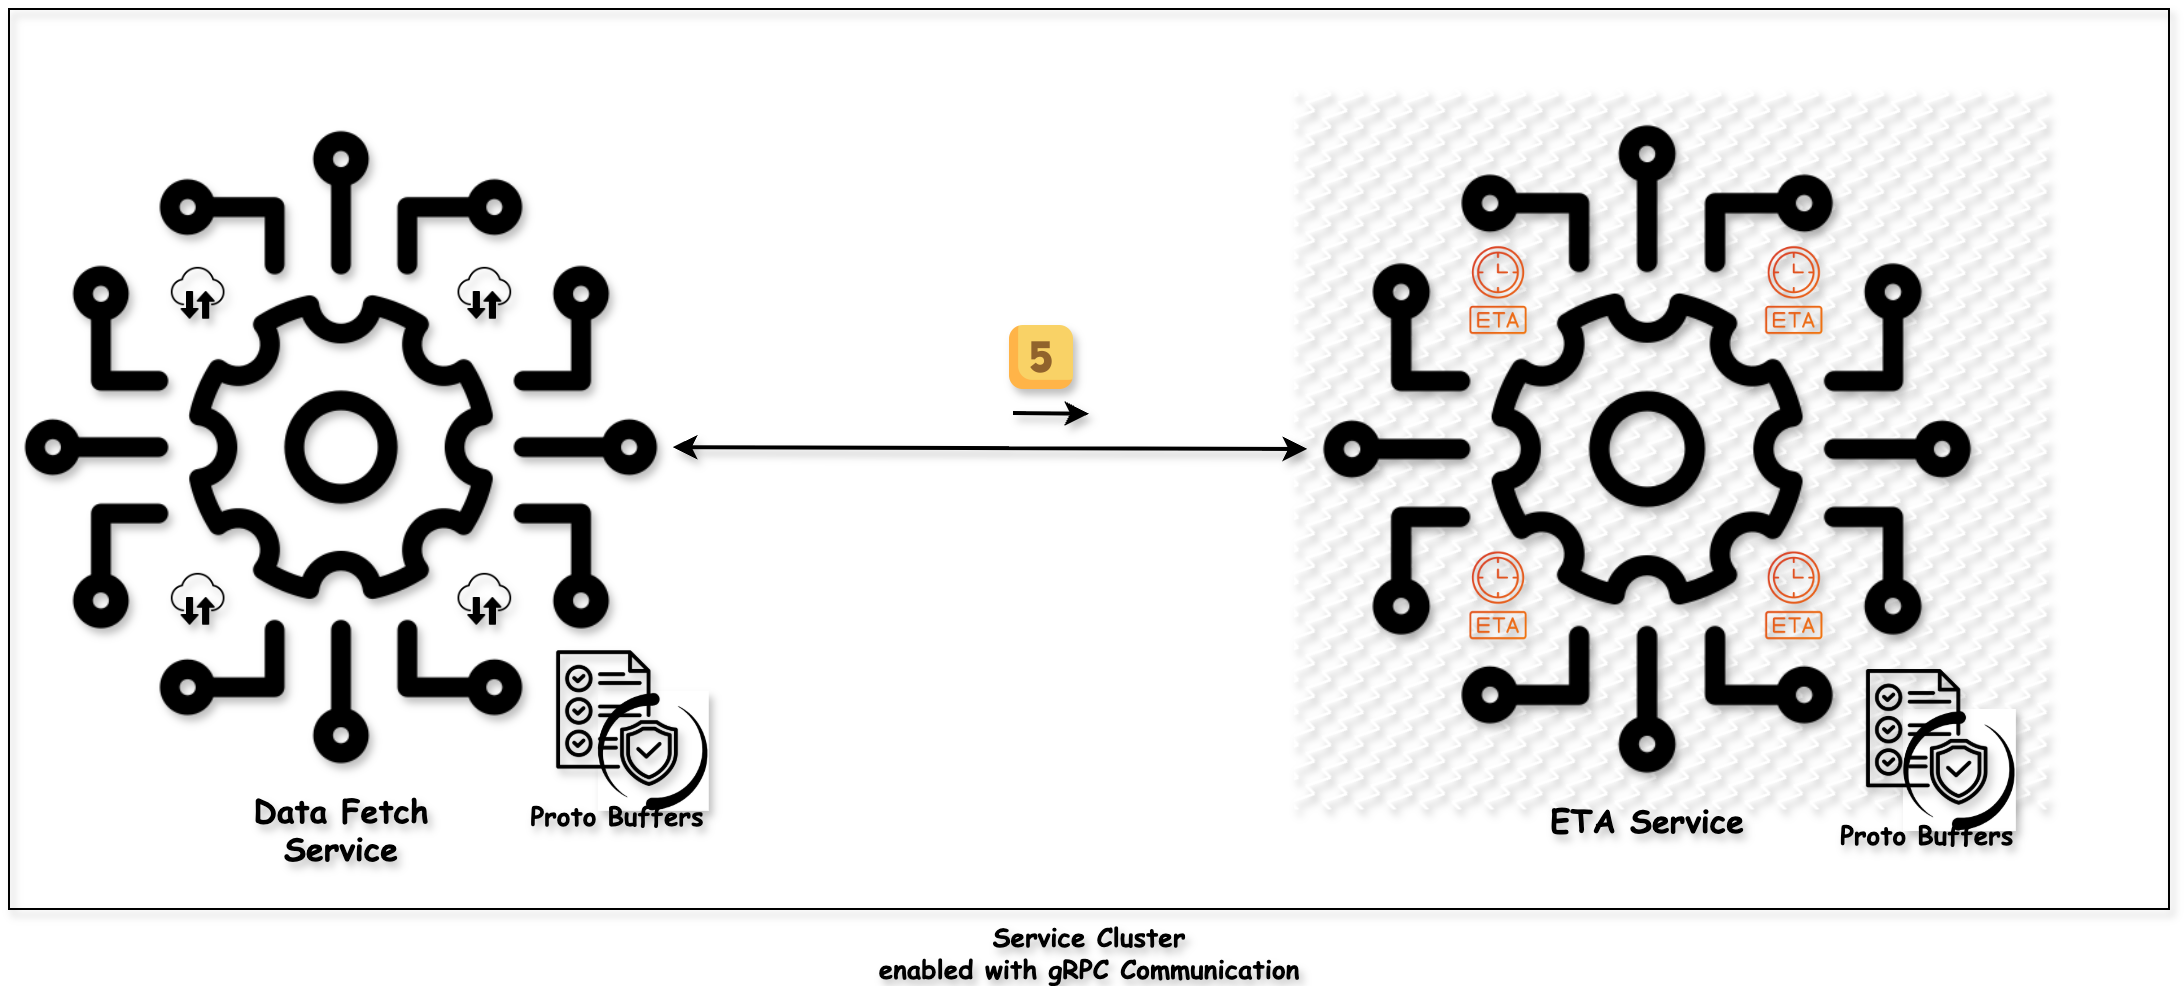 5
ETA
ETA
ETA
ETA
Data Fetch
Service
Proto Buffers
ETA Service
Proto Buffers
Service Cluster
enabled with gRPC Communication